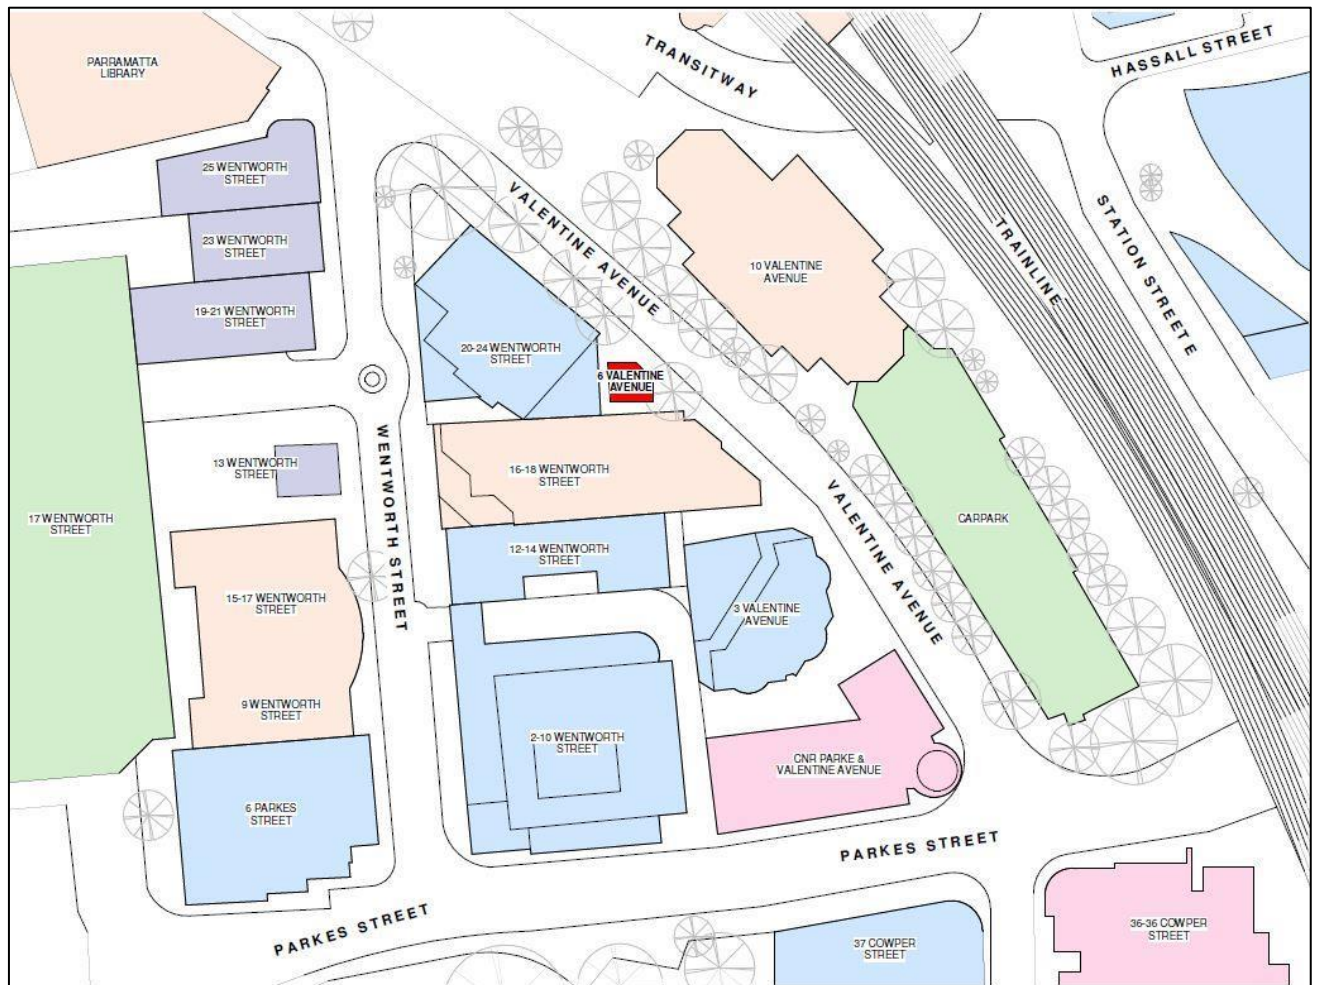 PARRAMATTA
LIBRARY
TRANSITWAY
HASSALL STREET
25 WENTWORTH
STREET
VALENTINE AVENUE
STATION STREET E
TRAINLINE
23 WENTWORTH
STREET
10 VALENTINE
AVENUE
19-21 WENTWORTH
STREET
20-24 WENTWORTH
STREET
6 VALENTINE
AVENUE
WENTWORTH STREET
13 WENTWORTH
STREET
16-18 WENTWORTH
STREET
VALENTINE AVENUE
17 WENTWORTH
STREET
CARPARK
12-14 WENTWORTH
STREET
15-17 WENTWORTH
STREET
3 VALENTINE
AVENUE
9 WENTWORTH
STREET
2-10 WENTWORTH
STREET
CNR PARKE &
VALENTINE AVENUE
6 PARKES
STREET
PARKES STREET
PARKES STREET
37 COWPER
STREET
36-36 COWPER
STREET